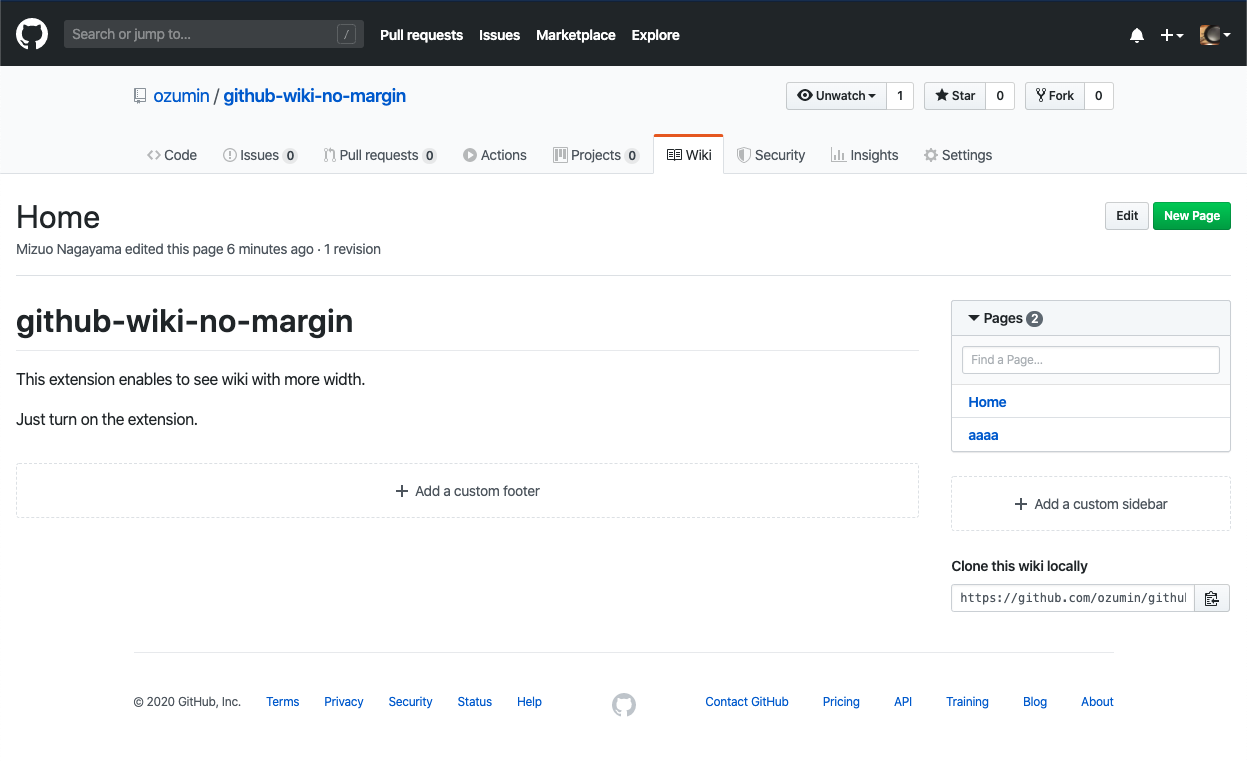 Search or jump to... / Pull requests Issues Marketplace Explore
ozumin / github-wiki-no-margin Unwatch 1 Star 0 Fork 0
Code Issues 0 Pull requests 0 Actions Projects 0 Wiki Security Insights Settings
Home Edit New Page
Mizuo Nagayama edited this page 6 minutes ago · 1 revision
github-wiki-no-margin
This extension enables to see wiki with more width.
Just turn on the extension.
Add a custom footer
Pages 2
Find a Page...
Home
aaaa
Add a custom sidebar
Clone this wiki locally
https://github.com/ozumin/githu
© 2020 GitHub, Inc. Terms Privacy Security Status Help Contact GitHub Pricing API Training Blog About